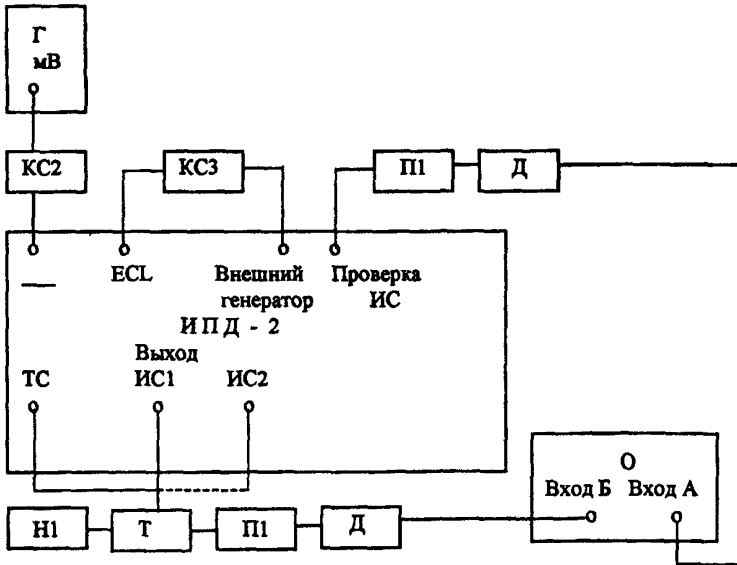 Г
мВ
КС2
КС3
П1
Д
ECL
Внешний
генератор
Проверка
ИС
ИПД - 2
Выход
ТС
ИС1
ИС2
О
Вход Б
Вход А
Н1
Т
П1
Д